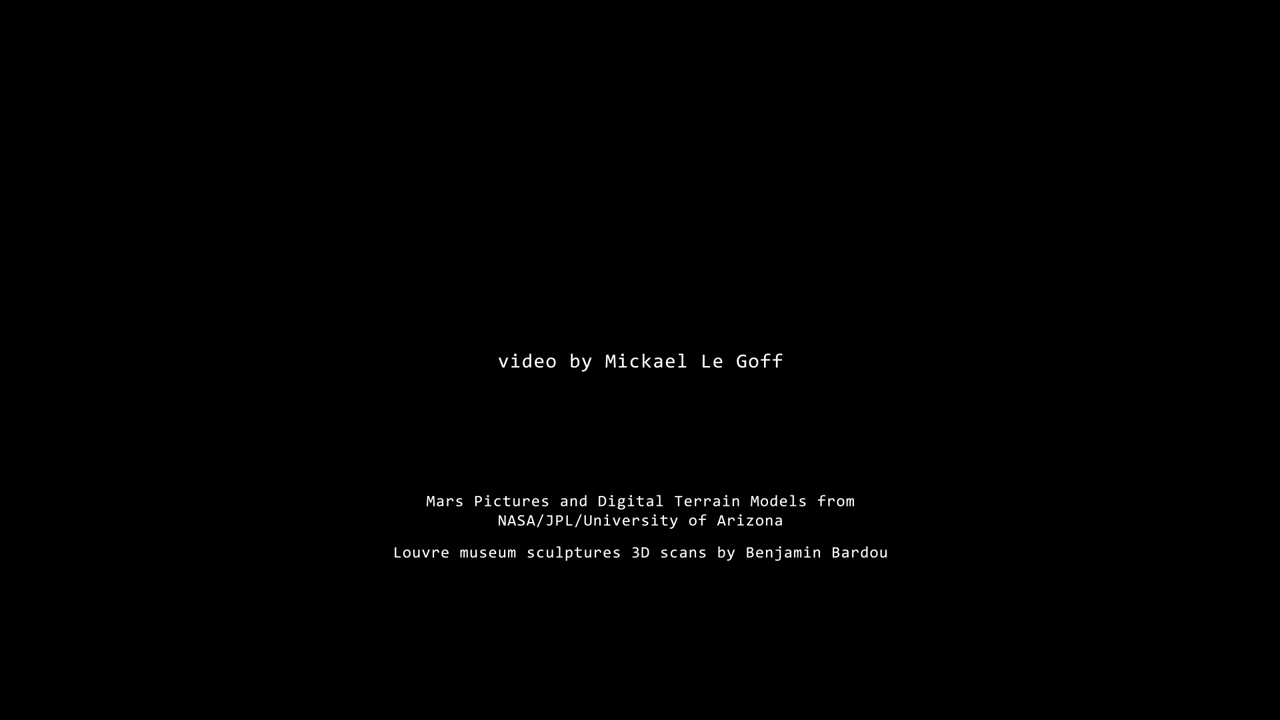 video by Mickael Le Goff
Mars Pictures and Digital Terrain Models from
NASA/JPL/University of Arizona
Louvre museum sculptures 3D scans by Benjamin Bardou